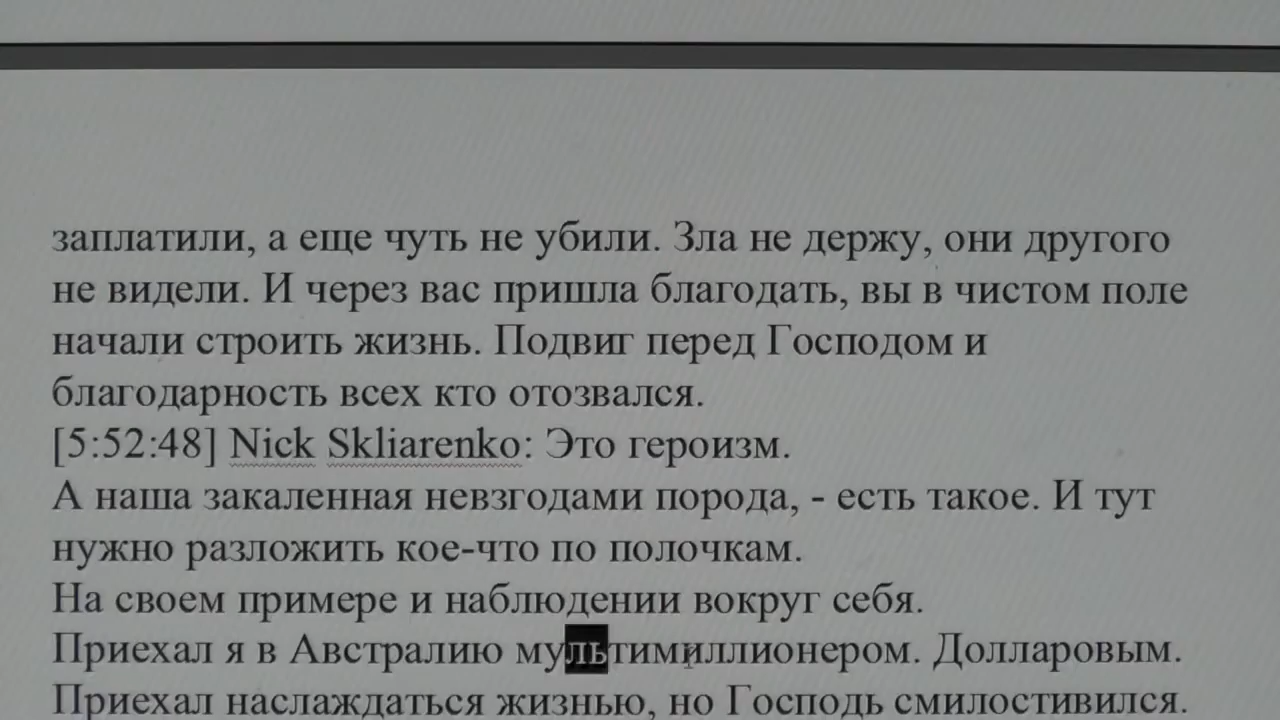 заплатили, а еще чуть не убили. Зла не держу, они другого
не видели. И через вас пришла благодать, вы в чистом поле
начали строить жизнь. Подвиг перед Господом и
благодарность всех кто отозвался.
[5:52:48] Nick Skliarenko: Это героизм.
А наша закаленная невзгодами порода, - есть такое. И тут
нужно разложить кое-что по полочкам.
На своем примере и наблюдении вокруг себя.
Приехал я в Австралию мультимиллионером. Долларовым.
Приехал наслаждаться жизнью, но Господь смилостивился.